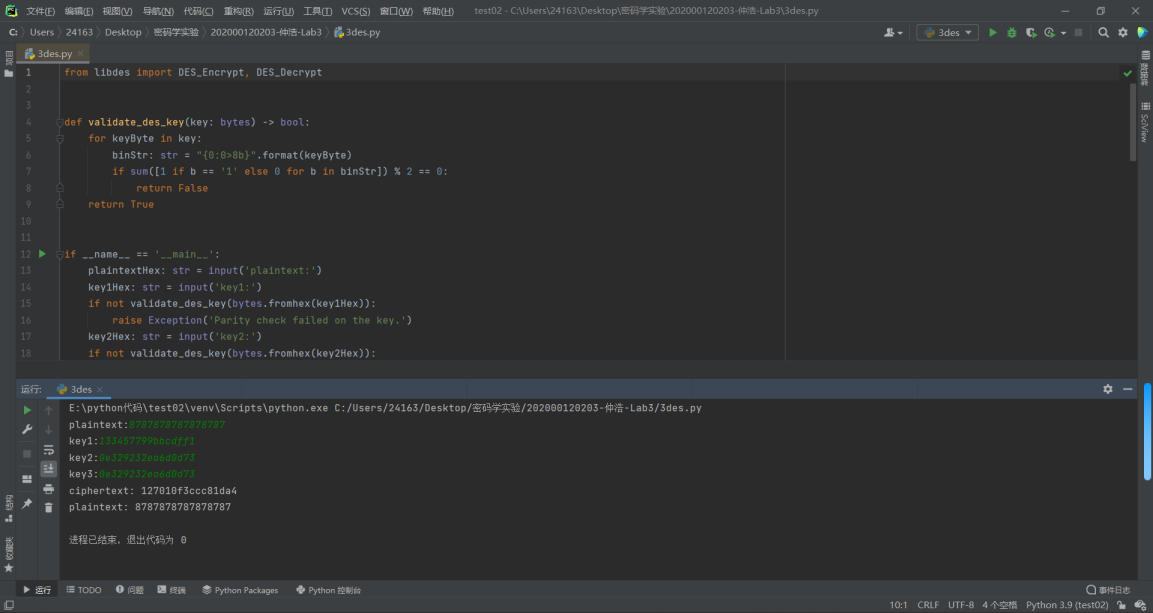 文件(F) 编辑(E) 视图(V) 导航(N) 代码(C) 重构(R) 运行(U) 工具(T) VCS(S) 窗口(W) 帮助(H) test02 - C:\Users\24163\Desktop\密码学实验\202000120203-仲浩-Lab3\3des.py
C: Users 24163 Desktop 密码学实验 202000120203-仲浩-Lab3 3des.py 3des
3des.py
项目
数据库
SciView
1 from libdes import DES_Encrypt, DES_Decrypt
2
3
4 def validate_des_key(key: bytes) -> bool:
5 for keyByte in key:
6 binStr: str = "{0:0>8b}".format(keyByte)
7 if sum([1 if b == '1' else 0 for b in binStr]) % 2 == 0:
8 return False
9 return True
10
11
12 if __name__ == '__main__':
13 plaintextHex: str = input('plaintext:')
14 key1Hex: str = input('key1:')
15 if not validate_des_key(bytes.fromhex(key1Hex)):
16 raise Exception('Parity check failed on the key.')
17 key2Hex: str = input('key2:')
18 if not validate_des_key(bytes.fromhex(key2Hex)):
运行: 3des
E:\python代码\test02\venv\Scripts\python.exe C:/Users/24163/Desktop/密码学实验/202000120203-仲浩-Lab3/3des.py
plaintext:8787878787878787
key1:133457799bbcdff1
key2:0e329232ea6d0d73
key3:0e329232ea6d0d73
ciphertext: 127010f3ccc81da4
plaintext: 8787878787878787
进程已结束，退出代码为 0
结构
收藏夹
运行 TODO 问题 终端 Python Packages Python 控制台 事件日志
10:1 CRLF UTF-8 4 个空格 Python 3.9 (test02)